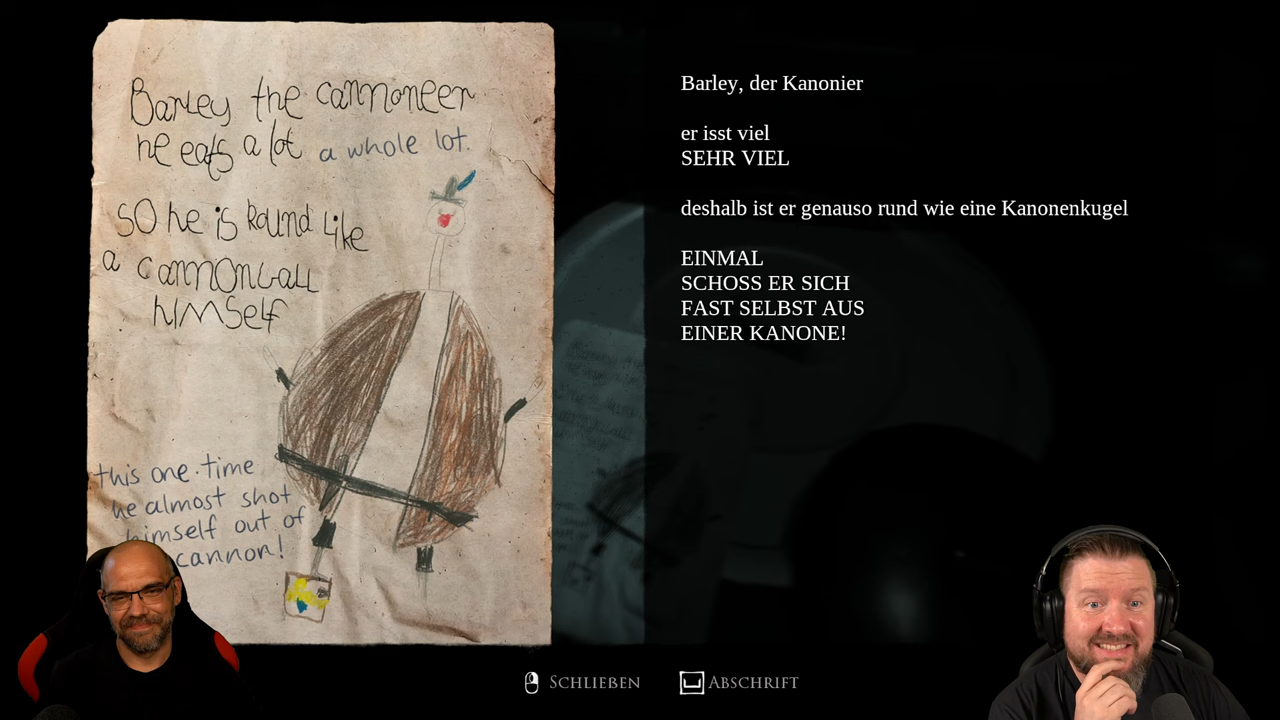 Barley the cannoneer
he eats a lot a whole lot.
so he is Round Like
a cannonball
himself
this one time
he almost shot
himself out of
cannon!
Barley, der Kanonier
er isst viel
SEHR VIEL
deshalb ist er genauso rund wie eine Kanonenkugel
EINMAL
SCHOSS ER SICH
FAST SELBST AUS
EINER KANONE!
Schließen
Abschrift